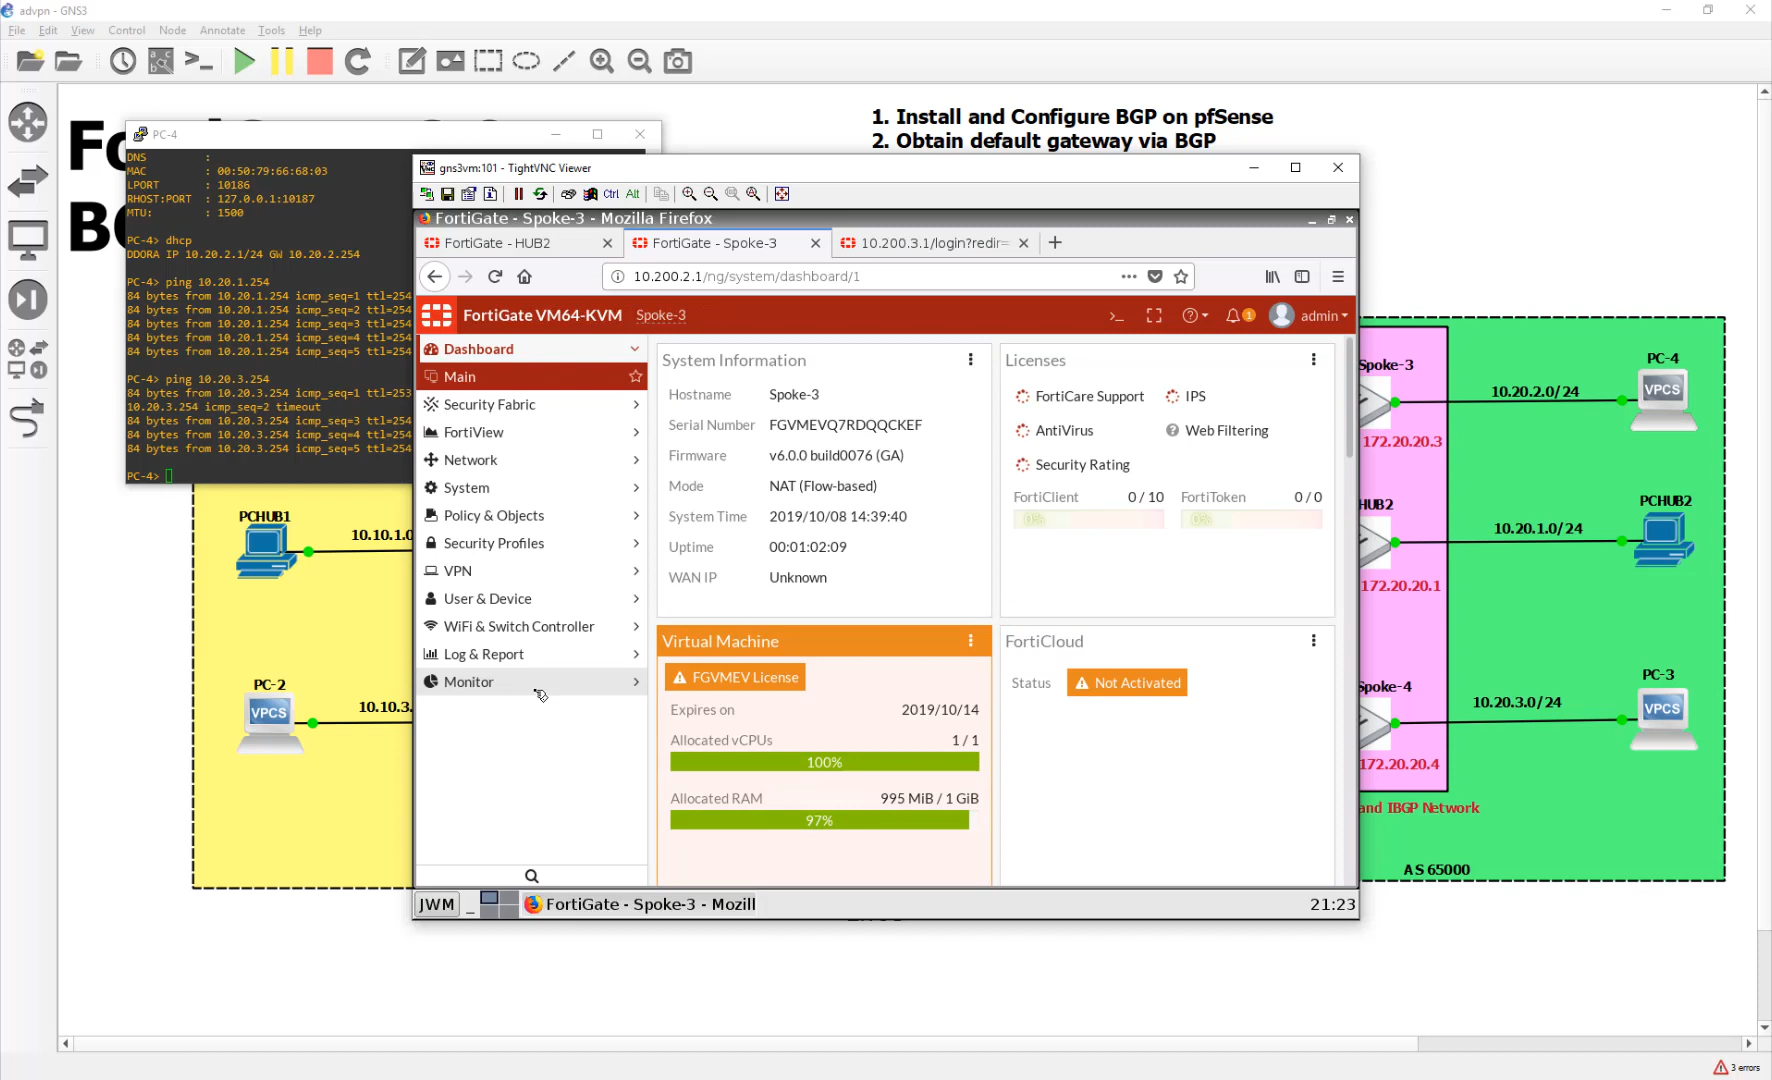 advpn - GNS3
File Edit View Control Node Annotate Tools Help
1. Install and Configure BGP on pfSense
2. Obtain default gateway via BGP
PC-4
DNS :
MAC : 00:50:79:66:68:03
LPORT : 10186
RHOST:PORT : 127.0.0.1:10187
MTU: : 1500
PC-4> dhcp
DDORA IP 10.20.2.1/24 GW 10.20.2.254
PC-4> ping 10.20.1.254
84 bytes from 10.20.1.254 icmp_seq=1 ttl=254
84 bytes from 10.20.1.254 icmp_seq=2 ttl=254
84 bytes from 10.20.1.254 icmp_seq=3 ttl=254
84 bytes from 10.20.1.254 icmp_seq=4 ttl=254
84 bytes from 10.20.1.254 icmp_seq=5 ttl=254
PC-4> ping 10.20.3.254
84 bytes from 10.20.3.254 icmp_seq=1 ttl=253
10.20.3.254 icmp_seq=2 timeout
84 bytes from 10.20.3.254 icmp_seq=3 ttl=254
84 bytes from 10.20.3.254 icmp_seq=4 ttl=254
84 bytes from 10.20.3.254 icmp_seq=5 ttl=254
PC-4>
gns3vm:101 - TightVNC Viewer
Ctrl Alt
FortiGate - Spoke-3 - Mozilla Firefox
FortiGate - HUB2
FortiGate - Spoke-3
10.200.3.1/login?redir=
10.200.2.1/ng/system/dashboard/1
FortiGate VM64-KVM Spoke-3
1
admin
Dashboard
Main
Security Fabric
FortiView
Network
System
Policy & Objects
Security Profiles
VPN
User & Device
WiFi & Switch Controller
Log & Report
Monitor
System Information
Hostname Spoke-3
Serial Number FGVMEVQ7RDQQCKEF
Firmware v6.0.0 build0076 (GA)
Mode NAT (Flow-based)
System Time 2019/10/08 14:39:40
Uptime 00:01:02:09
WAN IP Unknown
Licenses
FortiCare Support IPS
AntiVirus Web Filtering
Security Rating
FortiClient 0 / 10 FortiToken 0 / 0
0% 0%
Virtual Machine
FGVMEV License
Expires on 2019/10/14
Allocated vCPUs 1 / 1
100%
Allocated RAM 995 MiB / 1 GiB
97%
FortiCloud
Status Not Activated
JWM
FortiGate - Spoke-3 - Mozill
21:23
PCHUB1
10.10.1.0
PC-2
VPCS
10.10.3.
Spoke-3
172.20.20.3
10.20.2.0/24
PC-4
VPCS
HUB2
172.20.20.1
10.20.1.0/24
PCHUB2
Spoke-4
172.20.20.4
10.20.3.0/24
PC-3
VPCS
and IBGP Network
AS 65000
3 errors